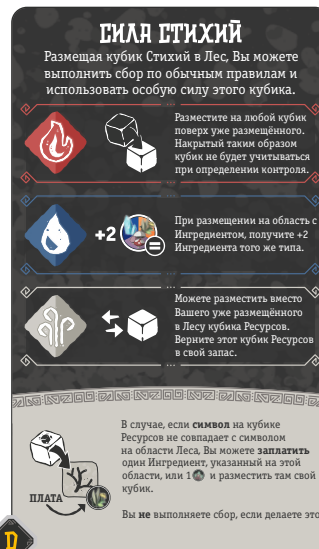 СИЛА СТИХИЙ
Размещая кубик Стихий в Лес, Вы можете
выполнить сбор по обычным правилам и
использовать особую силу этого кубика.
Разместите на любой кубик
поверх уже размещённого.
Накрытый таким образом
кубик не будет учитываться
при определении контроля.
+2
При размещении на область с
Ингредиентом, получите +2
Ингредиента того же типа.
Можете разместить вместо
Вашего уже размещённого
в Лесу кубика Ресурсов.
Верните этот кубик Ресурсов
в свой запас.
В случае, если символ на кубике
Ресурсов не совпадает с символом
на области Леса, Вы можете заплатить
один Ингредиент, указанный на этой
области, или 1 и разместить там свой
кубик.
ПЛАТА
Вы не выполняете сбор, если делаете это